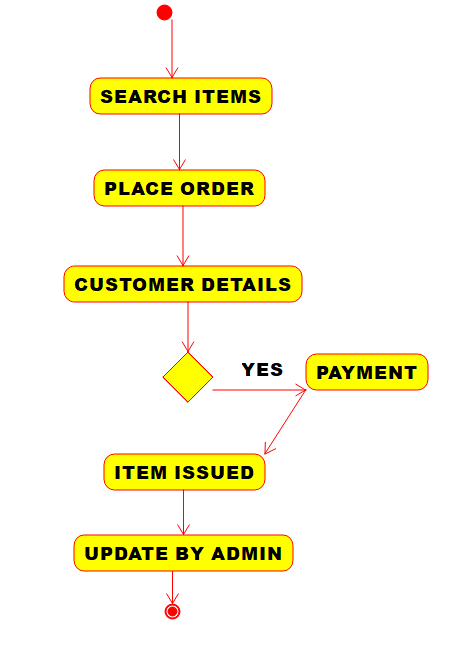 SEARCH ITEMS
PLACE ORDER
CUSTOMER DETAILS
YES
PAYMENT
ITEM ISSUED
UPDATE BY ADMIN